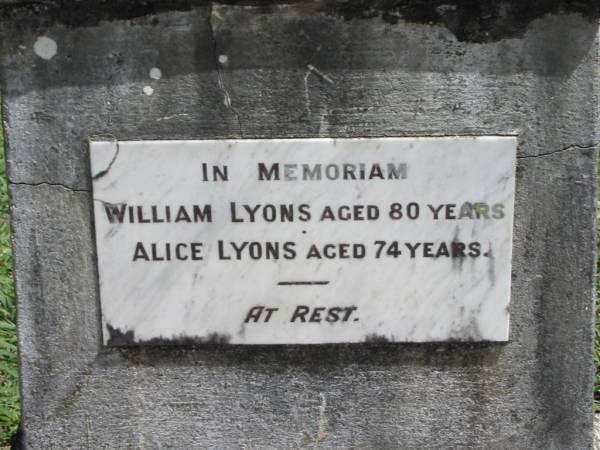 IN MEMORIAM
WILLIAM LYONS AGED 80 YEARS
ALICE LYONS AGED 74 YEARS.
AT REST.